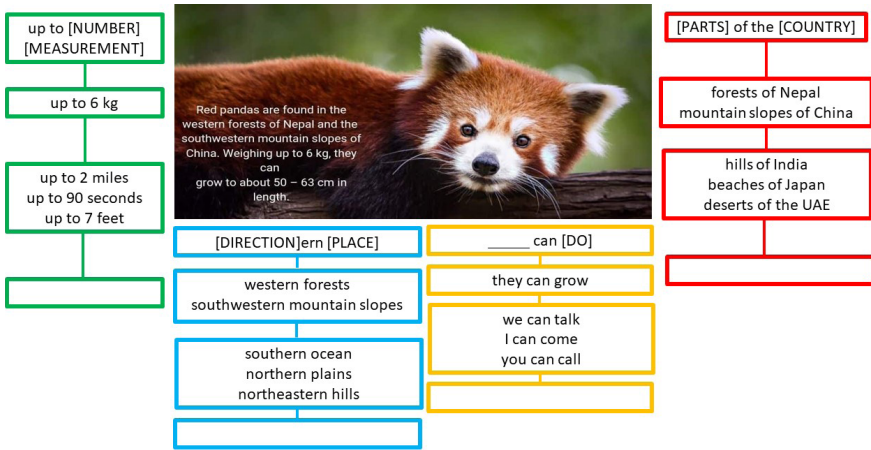 up to [NUMBER]
[MEASUREMENT]
up to 6 kg
up to 2 miles
up to 90 seconds
up to 7 feet
Red pandas are found in the
western forests of Nepal and the
southwestern mountain slopes of
China. Weighing up to 6 kg, they
can
grow to about 50 – 63 cm in
length.
[DIRECTION]ern [PLACE]
western forests
southwestern mountain slopes
southern ocean
northern plains
northeastern hills
_____ can [DO]
they can grow
we can talk
I can come
you can call
[PARTS] of the [COUNTRY]
forests of Nepal
mountain slopes of China
hills of India
beaches of Japan
deserts of the UAE